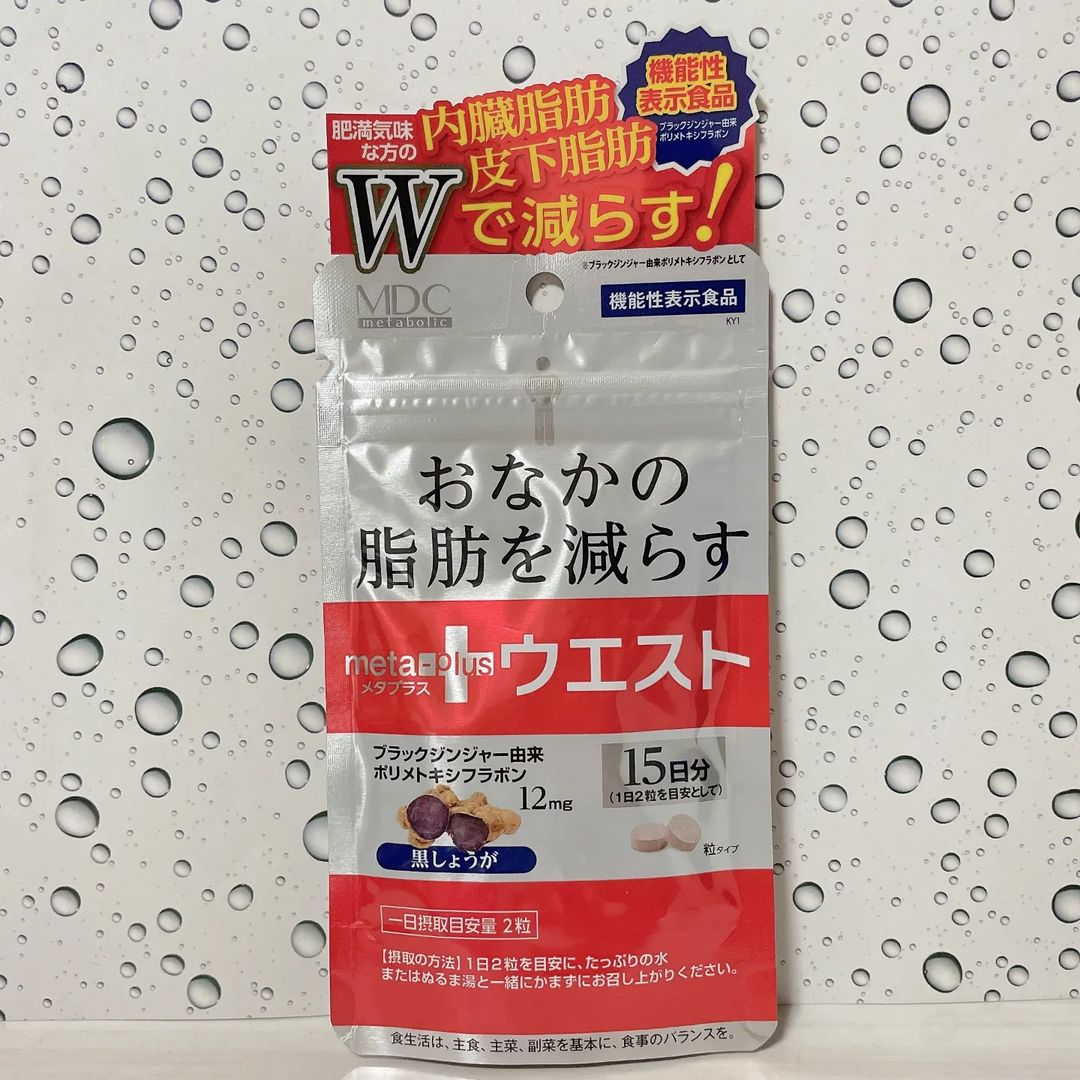 機能性
表示食品
ブラックジンジャー由来
ポリメトキシフラボン
肥満気味
な方の
内臓脂肪
皮下脂肪
Wで減らす!
※ブラックジンジャー由来ポリメトキシフラボンとして
MDC
metabolic
機能性表示食品
KY1
おなかの
脂肪を減らす
meta+plus ウエスト
メタプラス
ブラックジンジャー由来
ポリメトキシフラボン
12mg
黒しょうが
15日分
(1日2粒を目安として)
粒タイプ
一日摂取目安量 2粒
【摂取の方法】1日2粒を目安に、たっぷりの水
またはぬるま湯と一緒にかまずにお召し上がりください。
食生活は、主食、主菜、副菜を基本に、食事のバランスを。